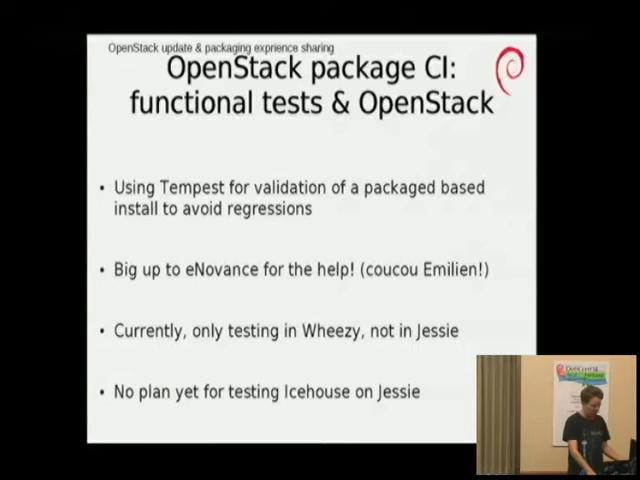 OpenStack update & packaging exprience sharing
OpenStack package CI:
functional tests & OpenStack
• Using Tempest for validation of a packaged based
install to avoid regressions
• Big up to eNovance for the help! (coucou Emilien!)
• Currently, only testing in Wheezy, not in Jessie
• No plan yet for testing Icehouse on Jessie